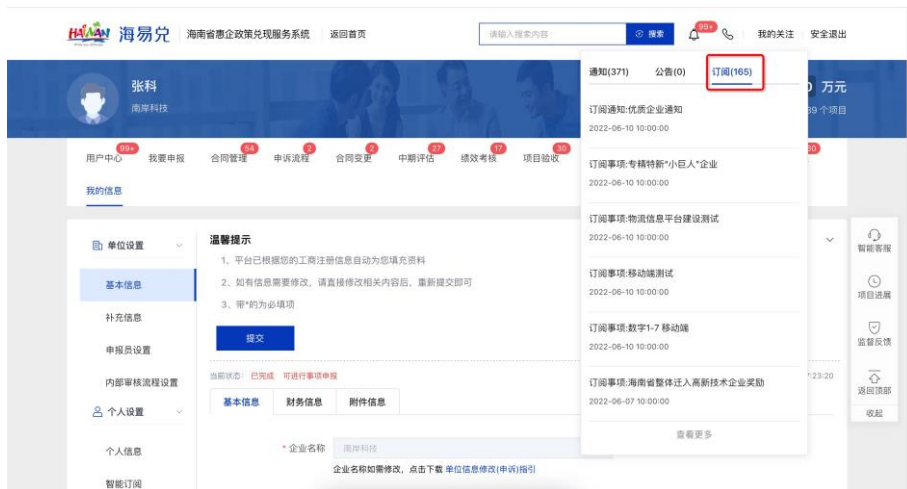 HAINAN 海易兑 海南省惠企政策兑现服务系统 返回首页 请输入搜索内容 搜索 99+ 我的关注 安全退出
通知(371) 公告(0) 订阅(165)
张科
南岸科技
万元
39 个项目
订阅通知:优质企业通知
2022-06-10 10:00:00
99+ 54 2 2 27 17 30
用户中心 我要申报 合同管理 申诉流程 合同变更 中期评估 绩效考核 项目验收
订阅事项:专精特新“小巨人”企业
2022-06-10 10:00:00
我的信息
订阅事项:物流信息平台建设测试
2022-06-10 10:00:00
订阅事项:移动端测试
2022-06-10 10:00:00
订阅事项:数字1-7 移动端
2022-06-10 10:00:00
订阅事项:海南省整体迁入高新技术企业奖励
2022-06-07 10:00:00
查看更多
单位设置
基本信息
补充信息
申报员设置
内部审核流程设置
个人设置
个人信息
智能订阅
温馨提示
1、平台已根据您的工商注册信息自动为您填充资料
2、如有信息需要修改，请直接修改相关内容后，重新提交即可
3、带*的为必填项
提交
当前状态: 已完成 可进行事项申报
7:23:20
基本信息 财务信息 附件信息
* 企业名称 南岸科技
企业名称如需修改，点击下载 单位信息修改(申诉)指引
智能客服
项目进展
监督反馈
返回顶部
收起